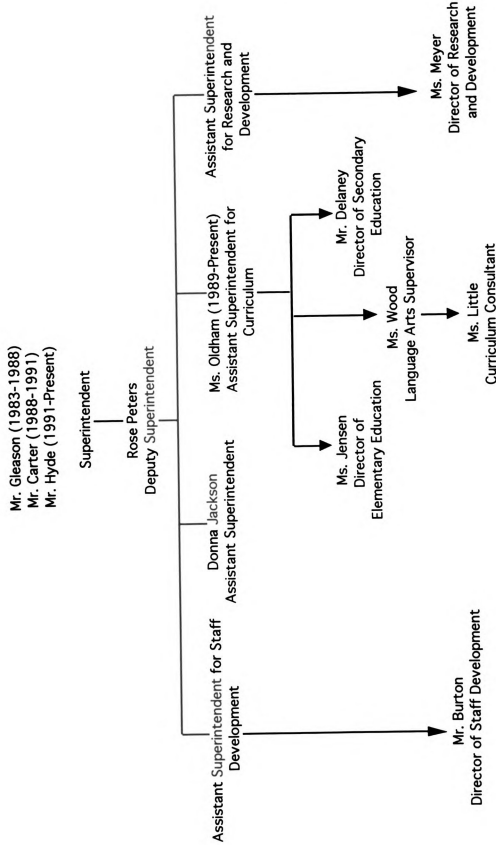 Mr. Gleason (1983-1988)
Mr. Carter (1988-1991)
Mr. Hyde (1991-Present)
Superintendent
Rose Peters
Deputy Superintendent
Assistant Superintendent for Staff
Development
Donna Jackson
Assistant Superintendent
Ms. Oldham (1989-Present)
Assistant Superintendent for
Curriculum
Assistant Superintendent
for Research and
Development
Ms. Jensen
Director of
Elementary Education
Ms. Wood
Language Arts Supervisor
Mr. Delaney
Director of Secondary
Education
Ms. Little
Curriculum Consultant
Mr. Burton
Director of Staff Development
Ms. Meyer
Director of Research
and Development